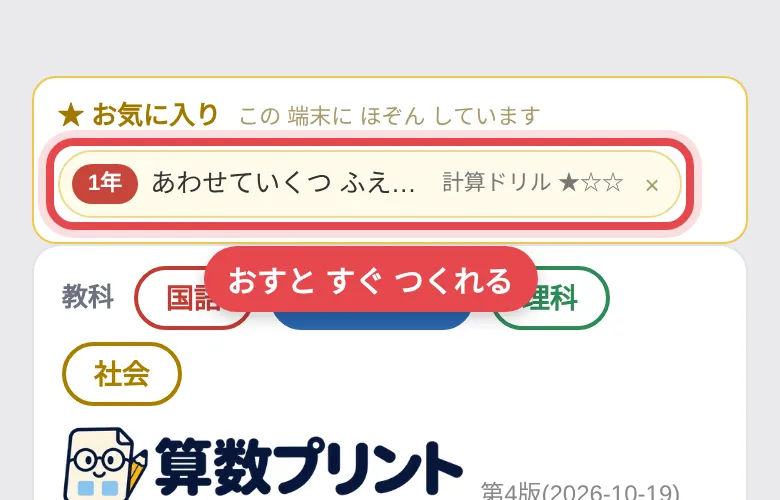 ★ お気に入り この 端末に ほぞん しています
1年 あわせていくつ ふえ… 計算ドリル ★☆☆ ×
おすと すぐ つくれる
教科 国語 理科
社会
算数プリント 第4版(2026-10-19)